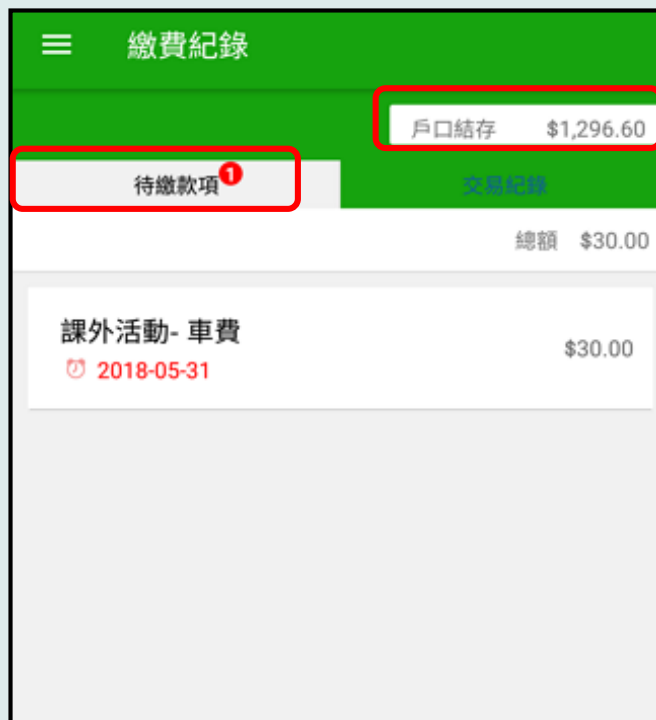 繳費紀錄
戶口結存 $1,296.60
待繳款項 1 交易紀錄
總額 $30.00
課外活動- 車費 $30.00
2018-05-31